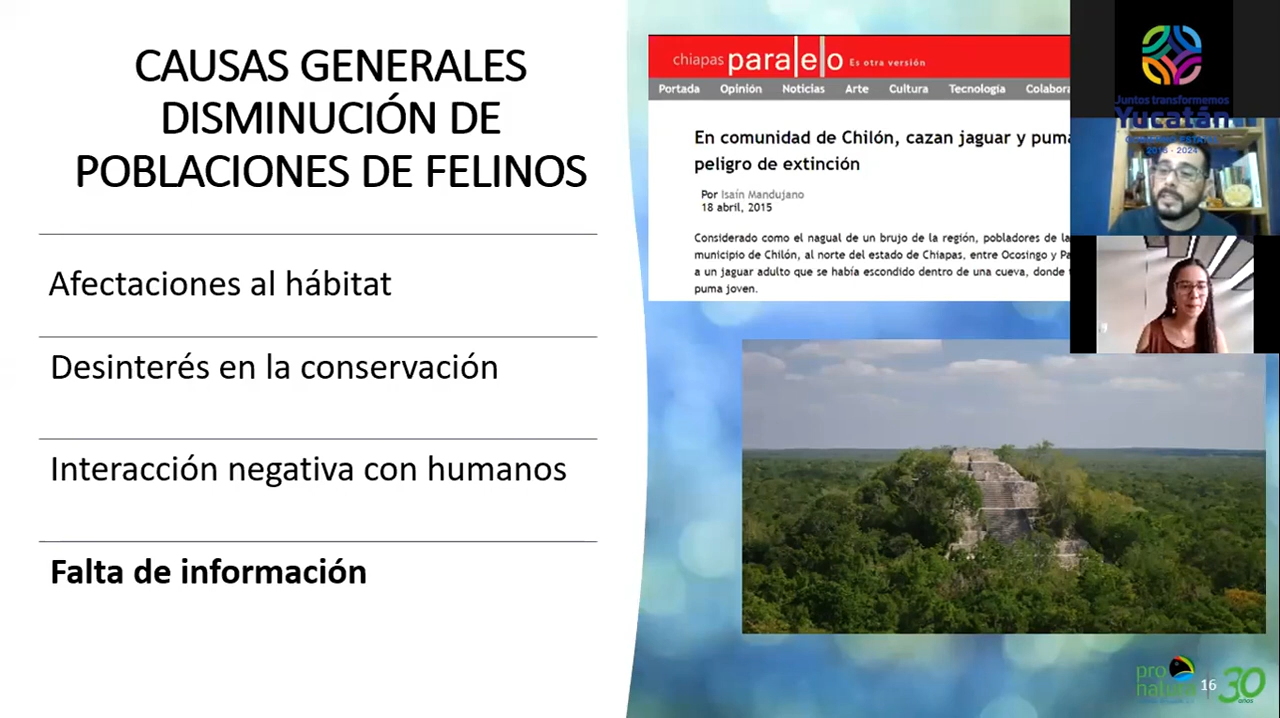 CAUSAS GENERALES
DISMINUCIÓN DE
POBLACIONES DE FELINOS
Afectaciones al hábitat
Desinterés en la conservación
Interacción negativa con humanos
Falta de información
chiapas paralelo Es otra versión
Portada Opinión Noticias Arte Cultura Tecnología Colabora
En comunidad de Chilón, cazan jaguar y puma
peligro de extinción
Por Isaín Mandujano
18 abril, 2015
Considerado como el nagual de un brujo de la región, pobladores de la
municipio de Chilón, al norte del estado de Chiapas, entre Ocosingo y Pa
a un jaguar adulto que se había escondido dentro de una cueva, donde
puma joven.
Juntos transformemos
Yucatán
2018 - 2024
pro
natura
16
30
años